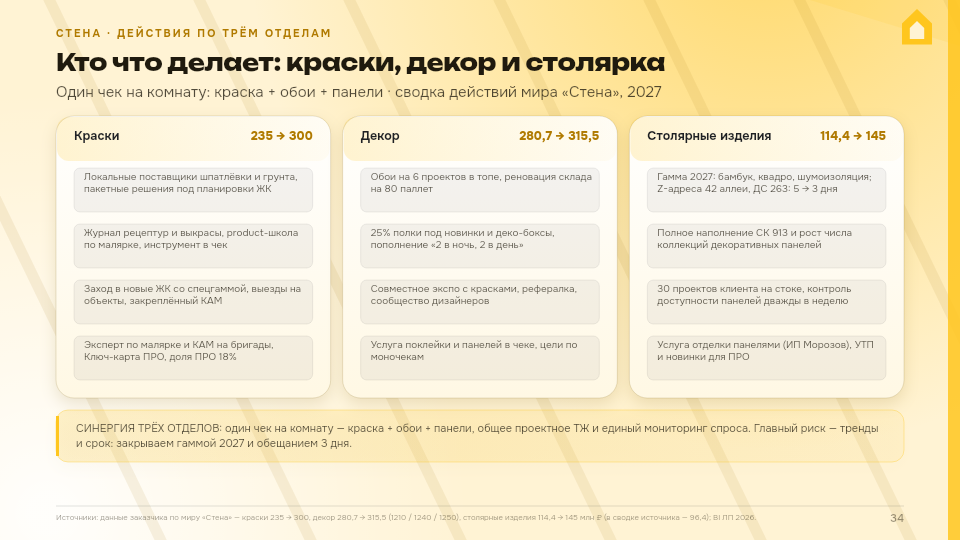 СТЕНА · ДЕЙСТВИЯ ПО ТРЁМ ОТДЕЛАМ
Кто что делает: краски, декор и столярка
Один чек на комнату: краска + обои + панели · сводка действий мира «Стена», 2027
Краски
235 → 300
Локальные поставщики шпатлёвки и грунта,
пакетные решения под планировки ЖК
Журнал рецептур и выкрасы, product-школа
по малярке, инструмент в чек
Заход в новые ЖК со спецгаммой, выезды на
объекты, закреплённый КАМ
Эксперт по малярке и КАМ на бригады,
Ключ-карта ПРО, доля ПРО 18%
Декор
280,7 → 315,5
Обои на 6 проектов в топе, реновация склада
на 80 паллет
25% полки под новинки и деко-боксы,
пополнение «2 в ночь, 2 в день»
Совместное экспо с красками, рефералка,
сообщество дизайнеров
Услуга поклейки и панелей в чеке, цели по
моночекам
Столярные изделия
114,4 → 145
Гамма 2027: бамбук, квадро, шумоизоляция;
Z-адреса 42 аллеи, ДС 263: 5 → 3 дня
Полное наполнение СК 913 и рост числа
коллекций декоративных панелей
30 проектов клиента на стоке, контроль
доступности панелей дважды в неделю
Услуга отделки панелями (ИП Морозов), УТП
и новинки для ПРО
СИНЕРГИЯ ТРЁХ ОТДЕЛОВ: один чек на комнату — краска + обои + панели, общее проектное ТЖ и единый мониторинг спроса. Главный риск — тренды
и срок: закрываем гаммой 2027 и обещанием 3 дня.
Источники: данные заказчика по миру «Стена» — краски 235 → 300, декор 280,7 → 315,5 (1210 / 1240 / 1250), столярные изделия 114,4 → 145 млн ₽ (в сводке источника — 96,4); BI ЛП 2026.
34